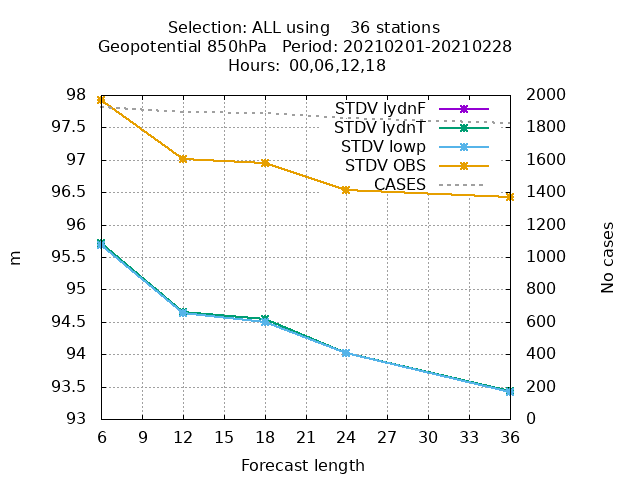 Selection: ALL using    36 stations
Geopotential 850hPa   Period: 20210201-20210228
Hours:  00,06,12,18
98
97.5
97
96.5
96
95.5
95
94.5
94
93.5
93
2000
1800
1600
1400
1200
1000
800
600
400
200
0
STDV lydnF
STDV lydnT
STDV lowp
STDV OBS
CASES
m
No cases
6 9 12 15 18 21 24 27 30 33 36
Forecast length